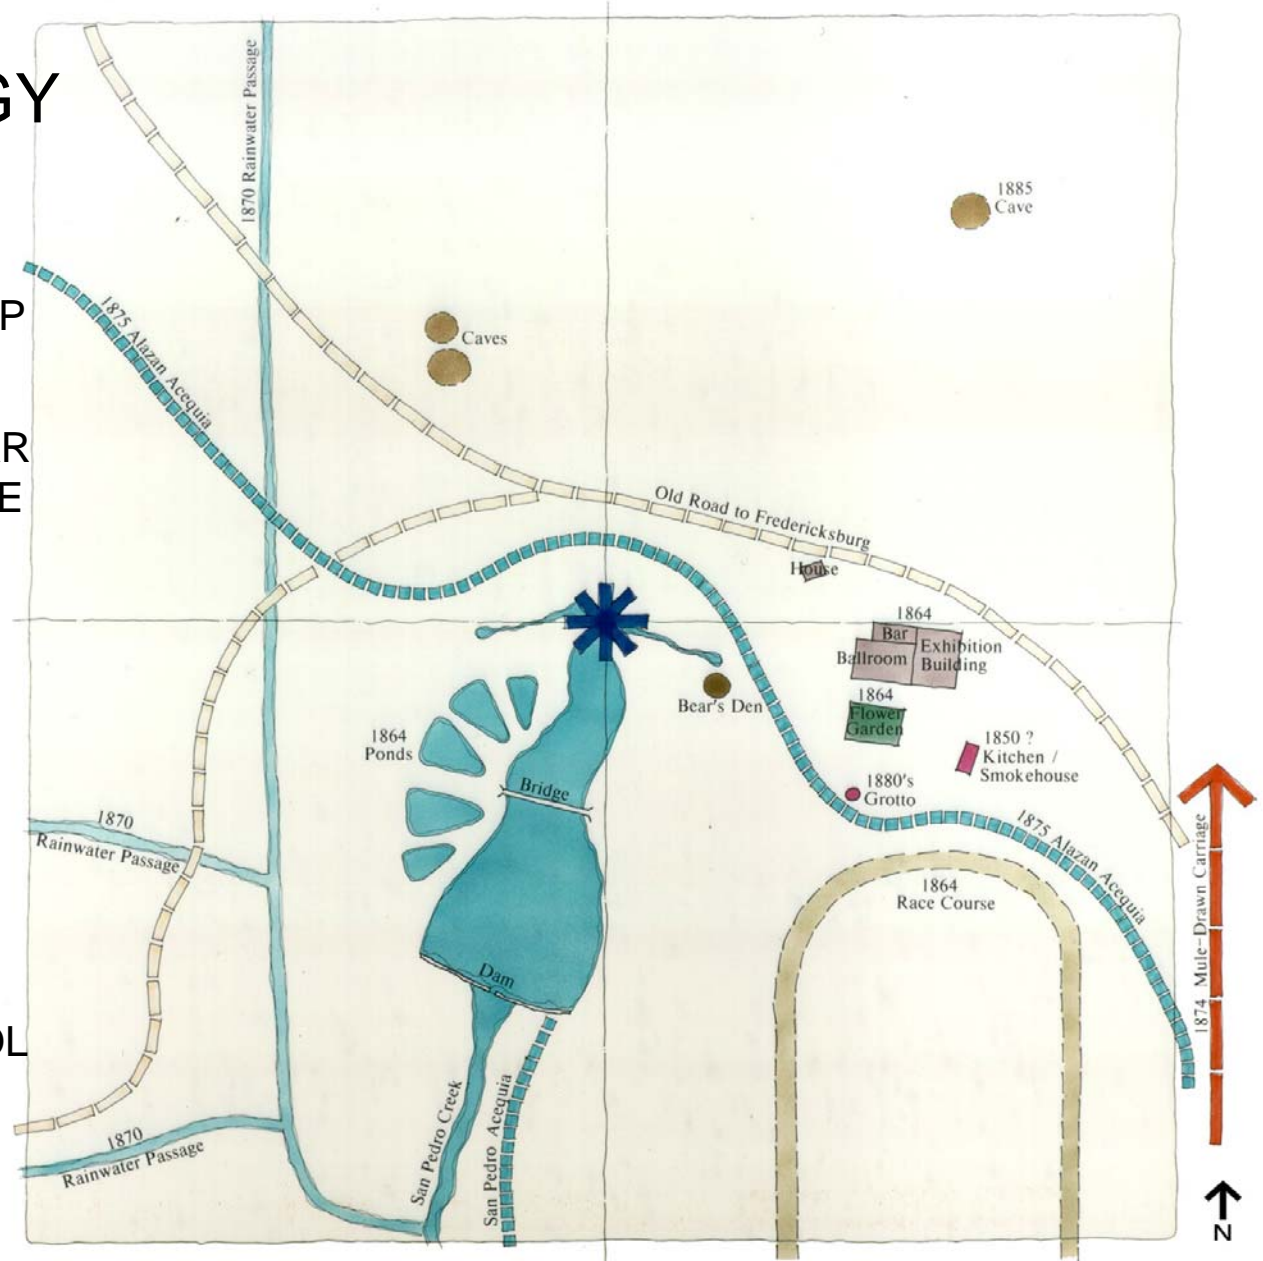 GY
P
R
E
OL
1870 Rainwater Passage
1885
Cave
1875 Alazan Acequia
Caves
Old Road to Fredericksburg
House
1864
Bar
Ballroom
Exhibition
Building
Bear's Den
1864
Flower
Garden
1864
Ponds
1850 ?
Kitchen /
Smokehouse
Bridge
1880's
Grotto
1870
Rainwater Passage
1875 Alazan Acequia
1864
Race Course
1874 Mule-Drawn Carriage
Dam
San Pedro Creek
San Pedro Acequia
1870
Rainwater Passage
N